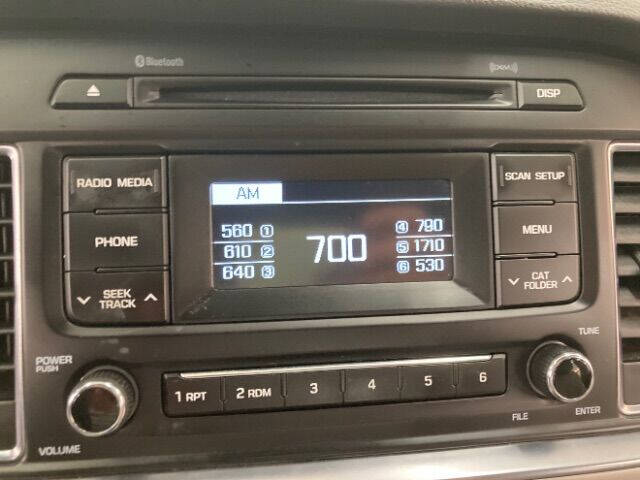 Bluetooth
((XM))
DISP
RADIO MEDIA
SCAN SETUP
AM
560 1
4 790
PHONE
610 2
700
5 1710
MENU
640 3
6 530
SEEK
TRACK
CAT
FOLDER
POWER
PUSH
TUNE
1 RPT
2 RDM
3
4
5
6
VOLUME
FILE
ENTER